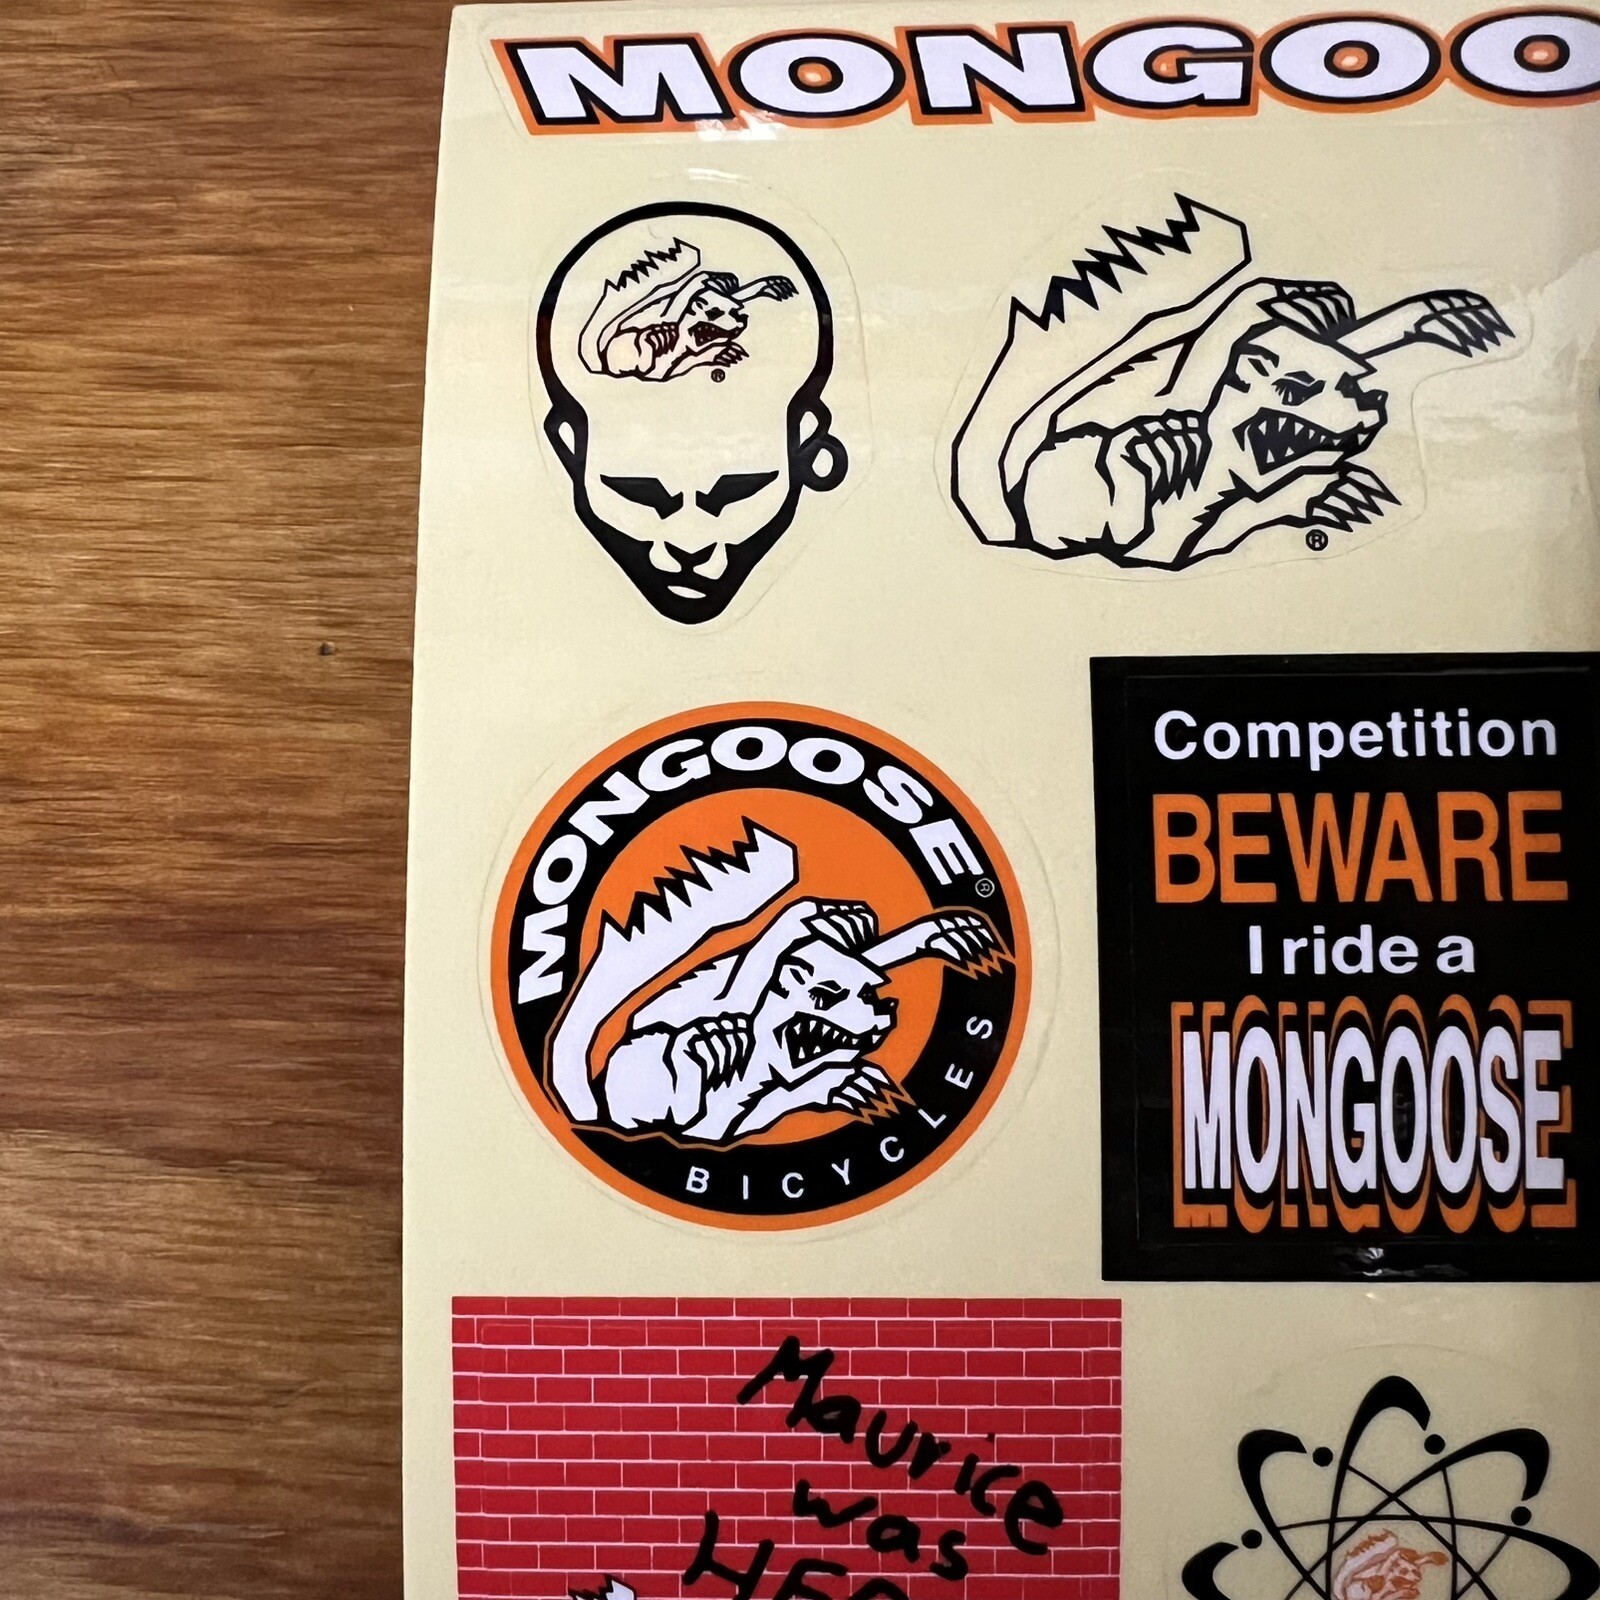 MONGOO
®
®
MONGOOSE®
BICYCLES
Competition
BEWARE
I ride a
MONGOOSE
Maurice
was